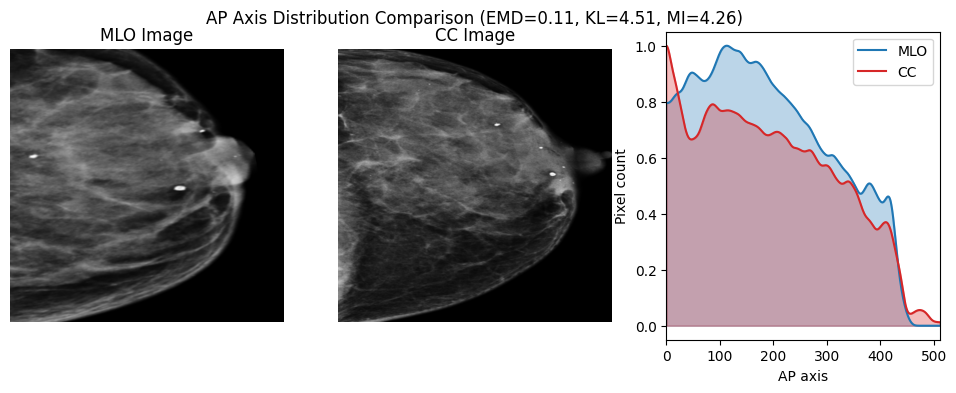 AP Axis Distribution Comparison (EMD=0.11, KL=4.51, MI=4.26)
MLO Image
CC Image
MLO
CC
Pixel count
1.0
0.8
0.6
0.4
0.2
0.0
0 100 200 300 400 500
AP axis